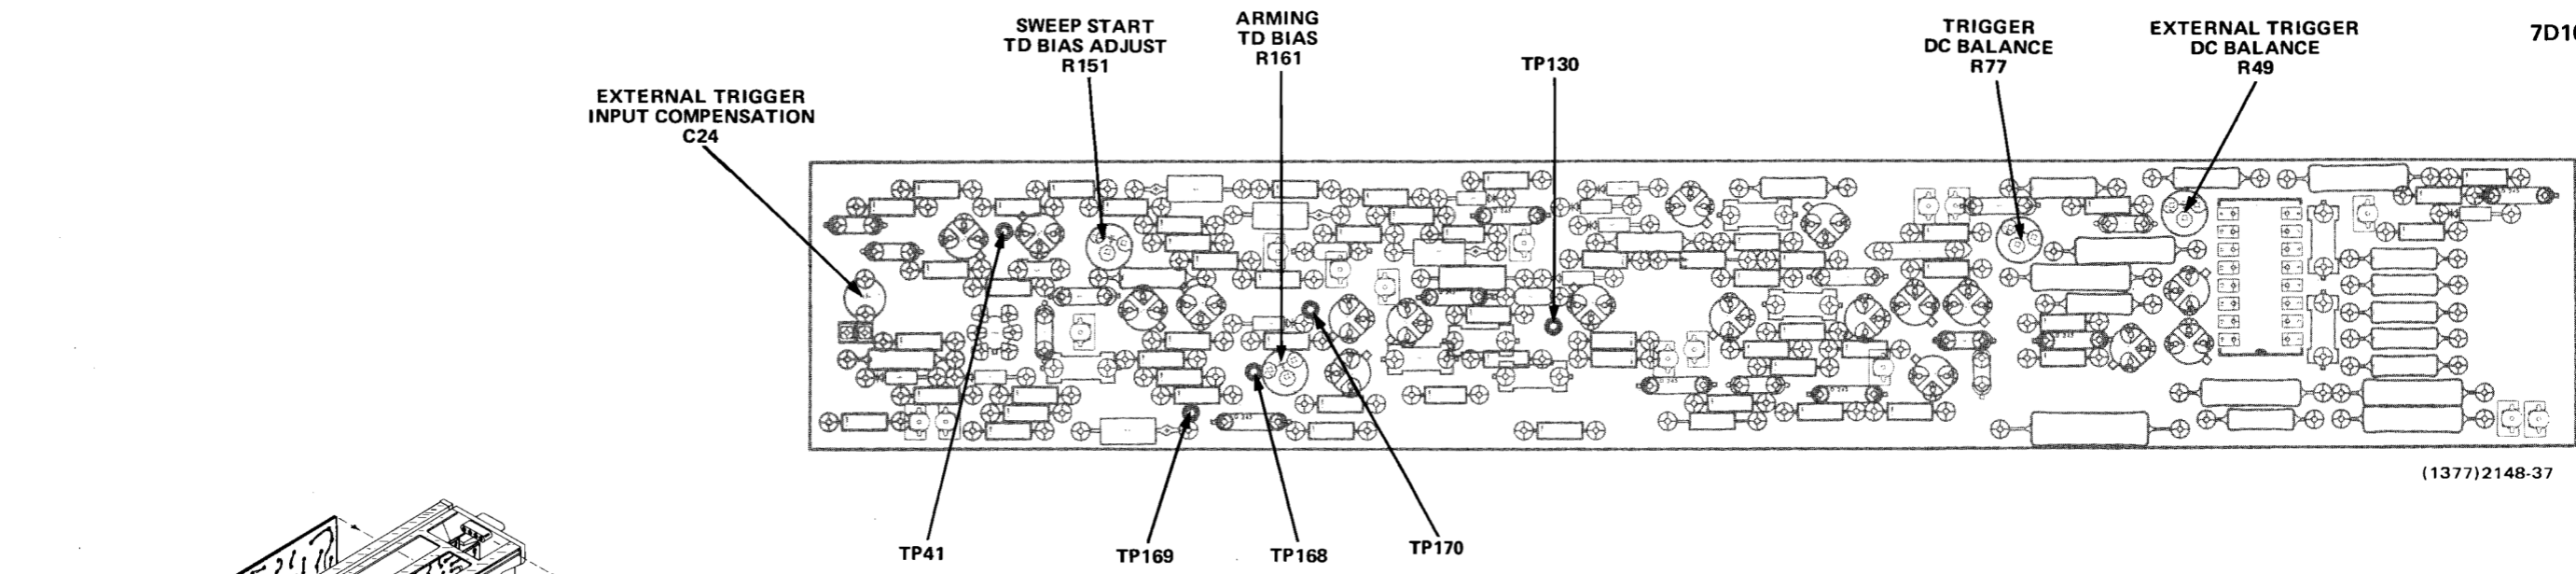 EXTERNAL TRIGGER
INPUT COMPENSATION
C24
SWEEP START
TD BIAS ADJUST
R151
ARMING
TD BIAS
R161
TP130
TRIGGER
DC BALANCE
R77
EXTERNAL TRIGGER
DC BALANCE
R49
(1377)2148-37
TP41
TP169
TP168
TP170